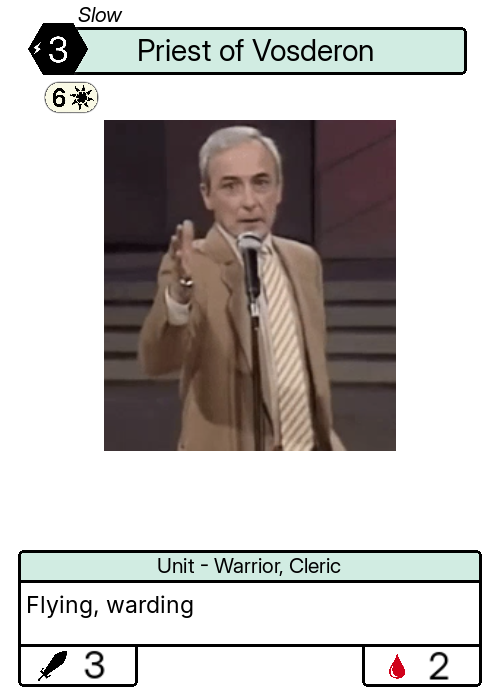 Slow
3
Priest of Vosderon
6
Unit - Warrior, Cleric
Flying, warding
3
2